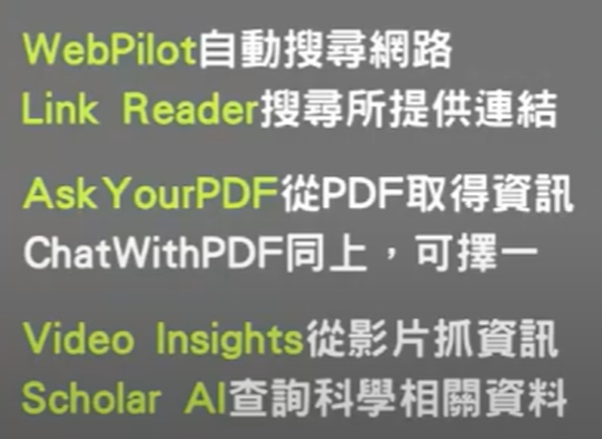 WebPilot自動搜尋網路
Link Reader搜尋所提供連結
AskYourPDF從PDF取得資訊
ChatWithPDF同上，可擇一
Video Insights從影片抓資訊
Scholar AI查詢科學相關資料